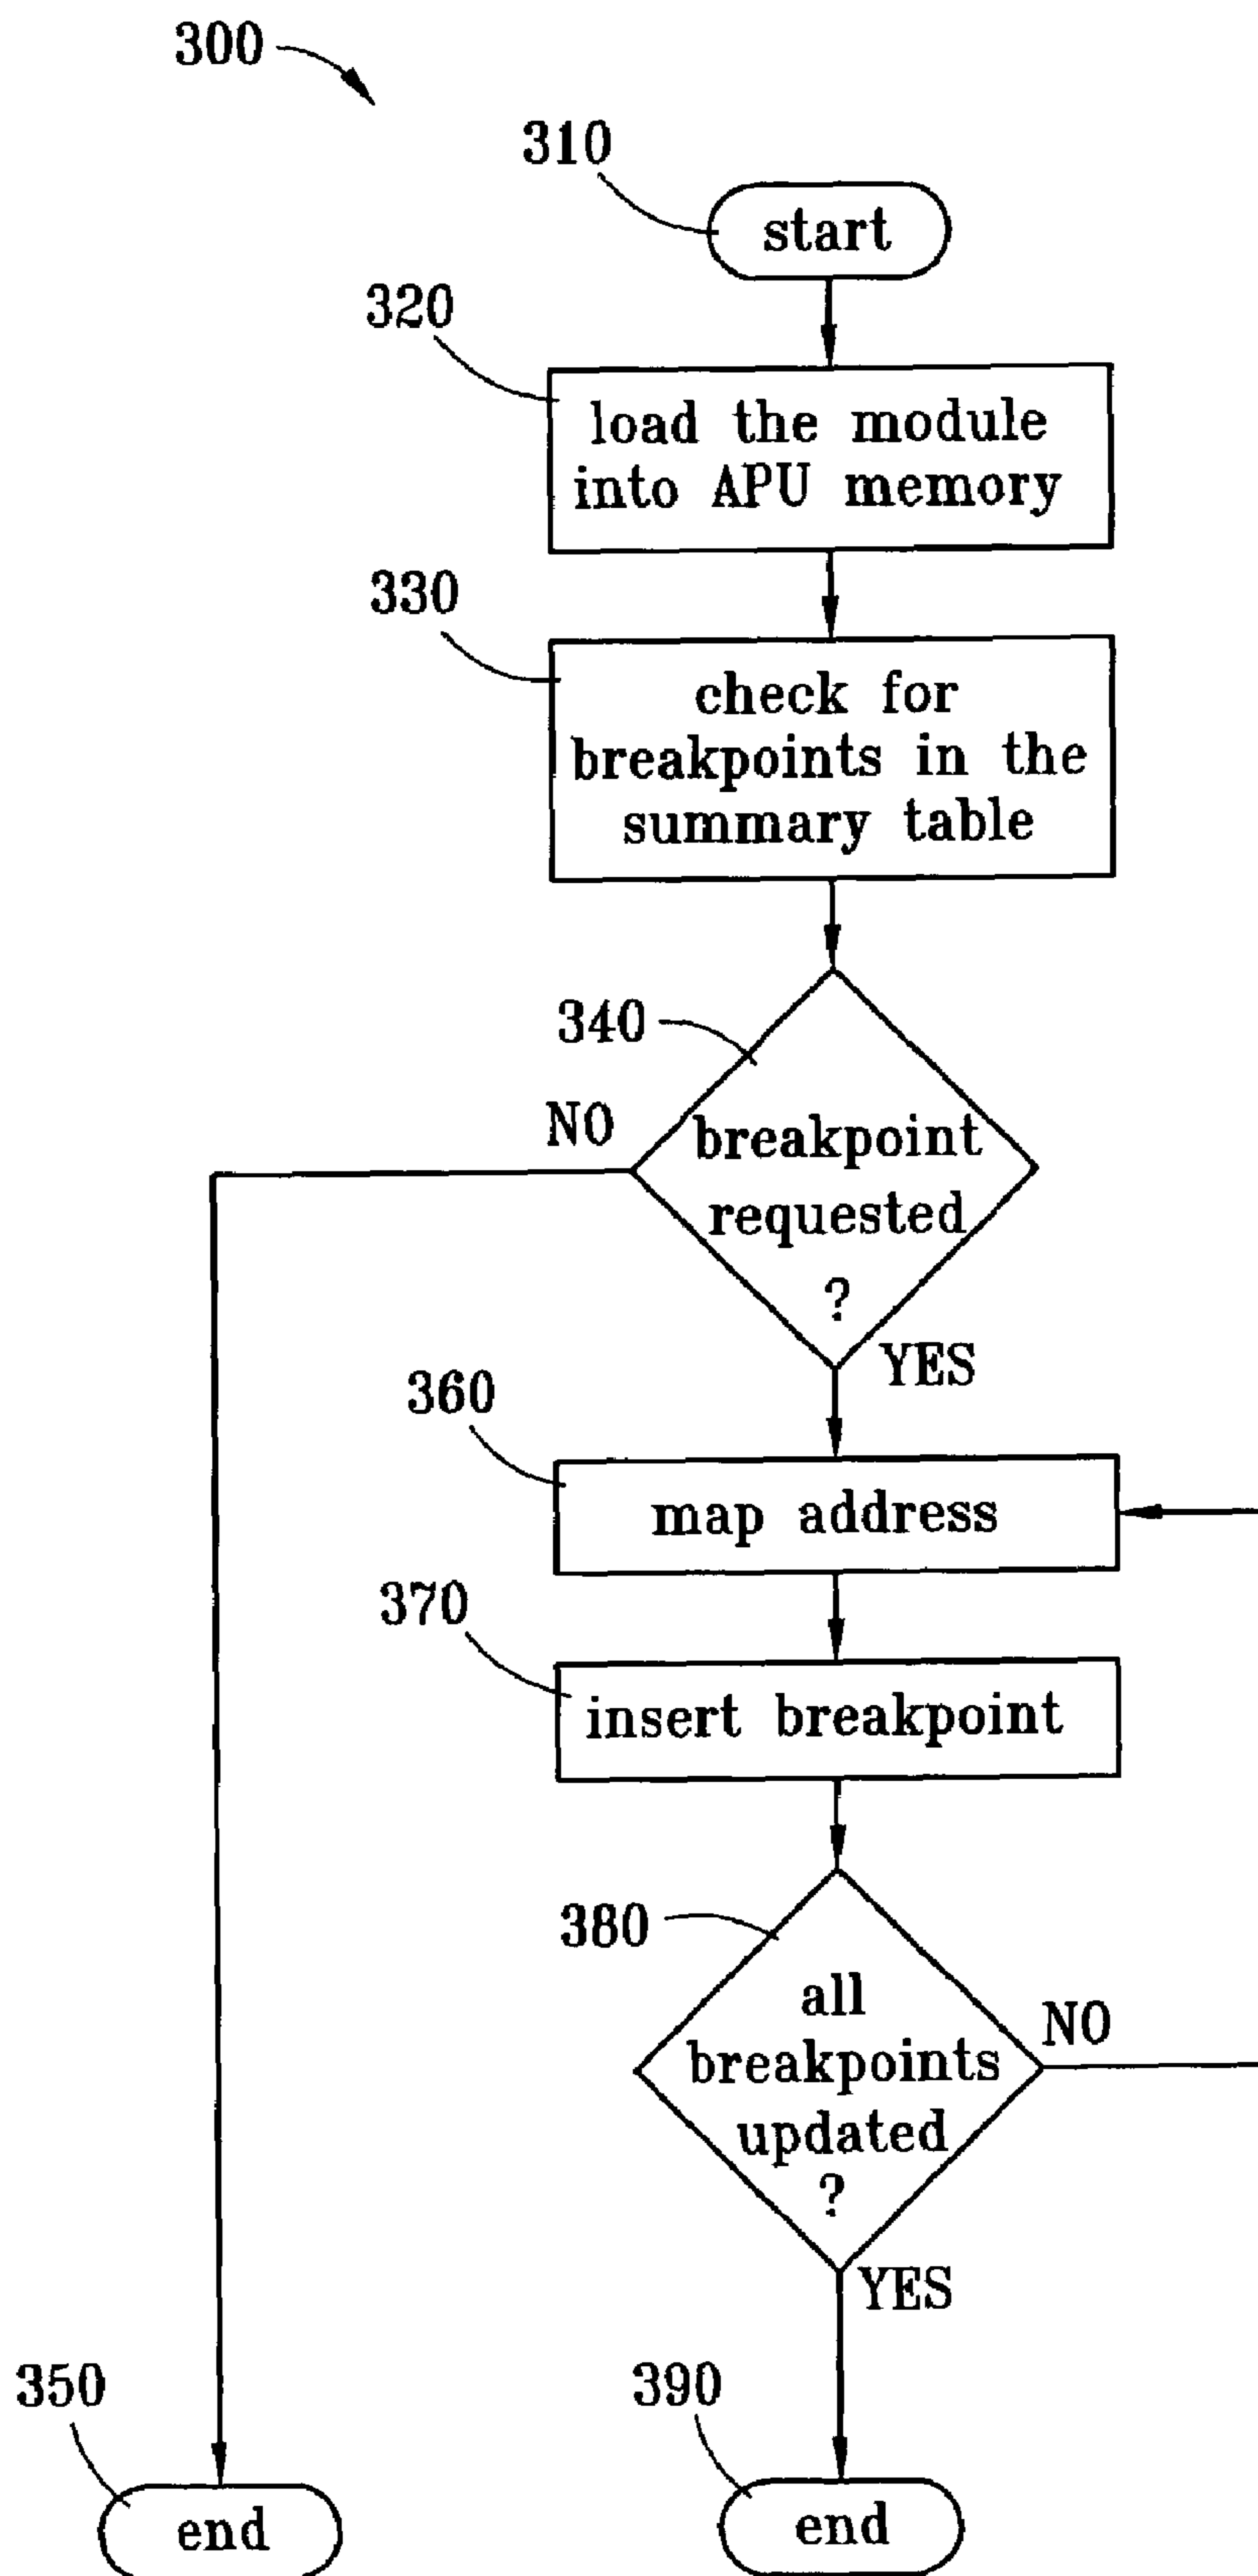 300
310
start
320
load the module
into APU memory
330
check for
breakpoints in the
summary table
340
NO
breakpoint
requested
?
YES
360
map address
370
insert breakpoint
380
all
breakpoints
updated
?
NO
YES
350
end
390
end